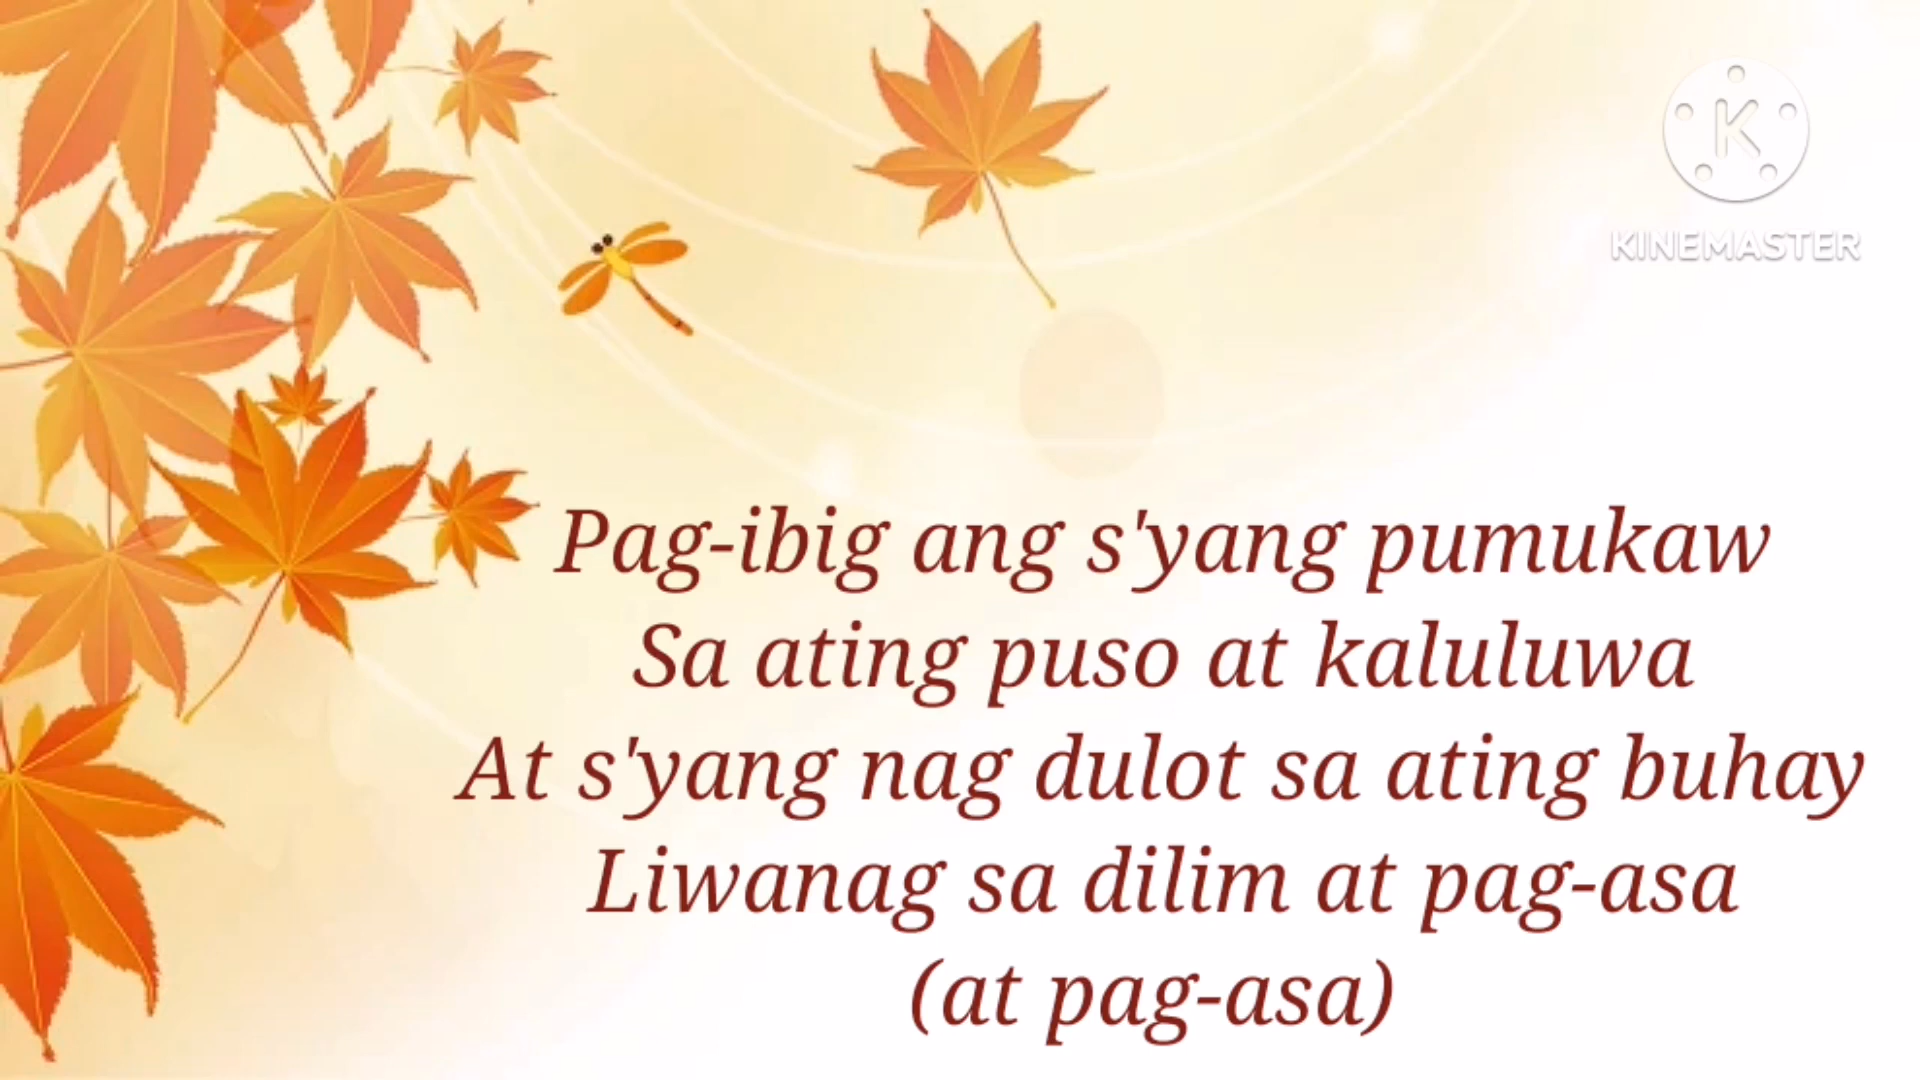 K
KINEMASTER
Pag-ibig ang s'yang pumukaw
Sa ating puso at kaluluwa
At s'yang nag dulot sa ating buhay
Liwanag sa dilim at pag-asa
(at pag-asa)